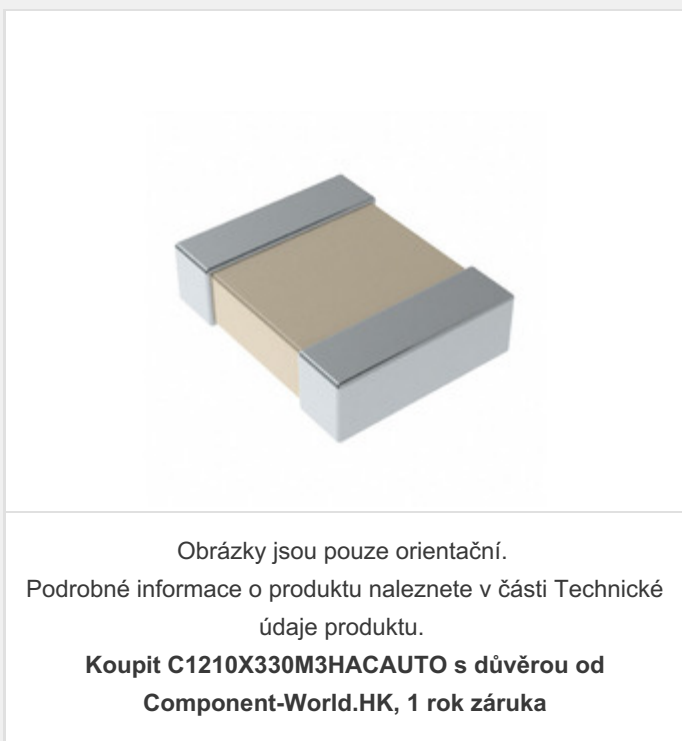 Obrázky jsou pouze orientační.
Podrobné informace o produktu naleznete v části Technické
údaje produktu.
Koupit C1210X330M3HACAUTO s důvěrou od
Component-World.HK, 1 rok záruka